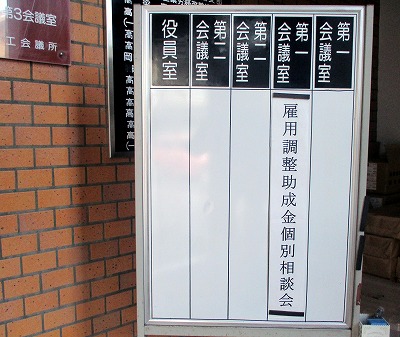 第3会議室
工会議所
第一会議室
第一会議室
雇用調整助成金個別相談会
第二会議室
第二会議室
役員室